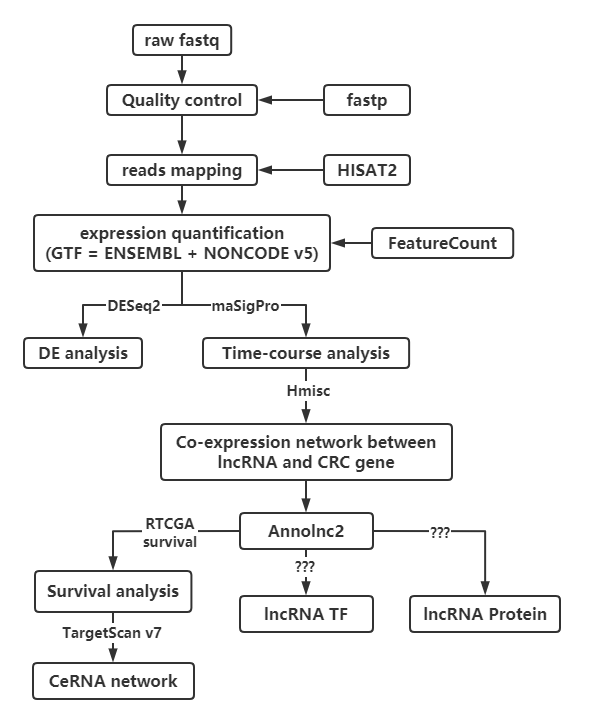 raw fastq
Quality control
fastp
reads mapping
HISAT2
expression quantification
(GTF = ENSEMBL + NONCODE v5)
FeatureCount
DESeq2
maSigPro
DE analysis
Time-course analysis
Hmisc
Co-expression network between
lncRNA and CRC gene
Annolnc2
RTCGA
survival
???
???
Survival analysis
lncRNA TF
lncRNA Protein
TargetScan v7
CeRNA network